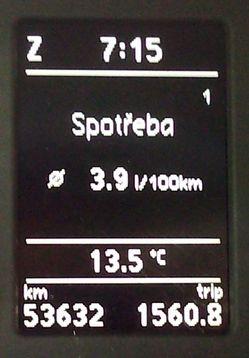 Z 7:15
1
Spotřeba
ø 3.9 l/100km
13.5 °C
km trip
53632 1560.8